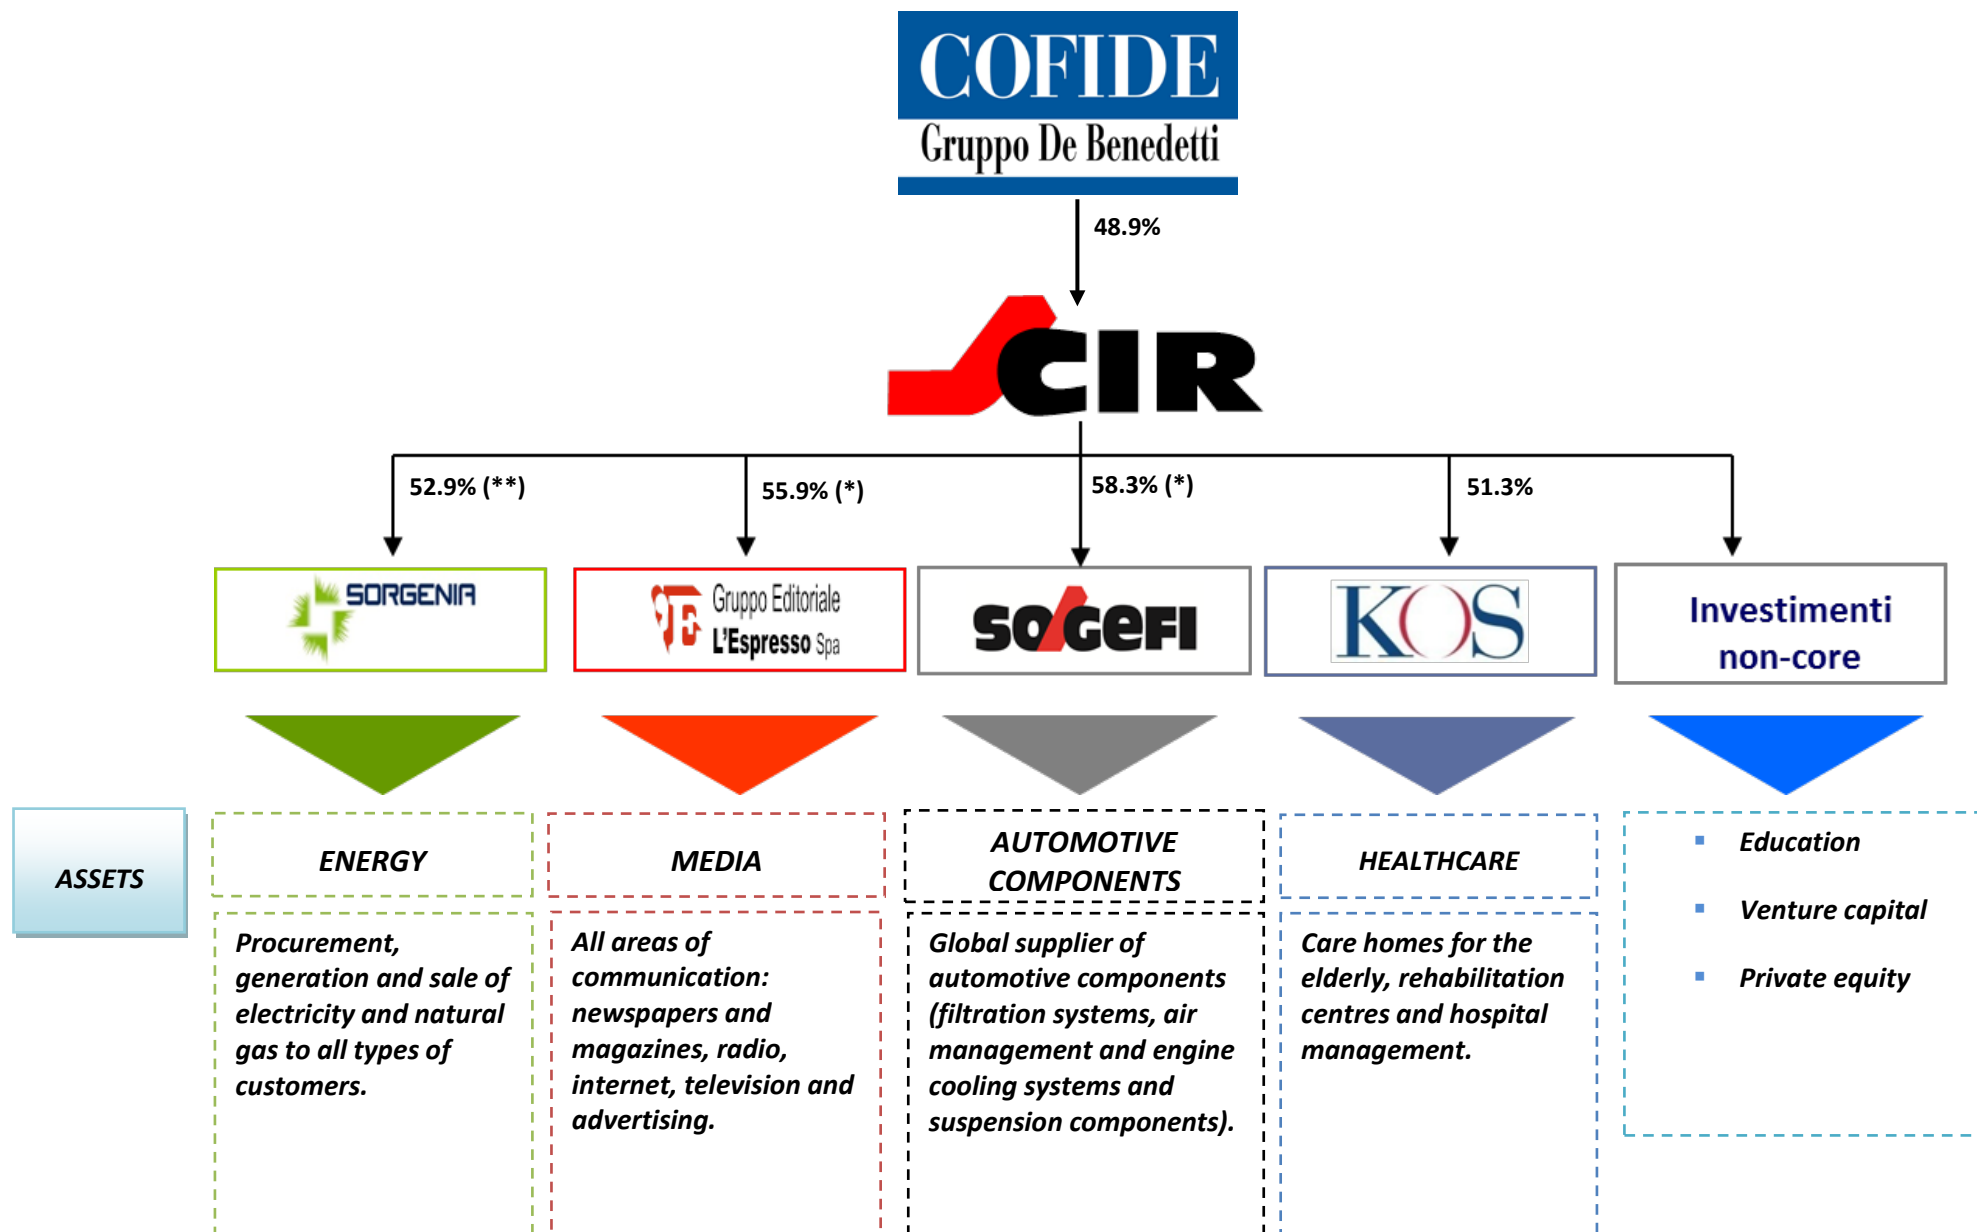 COFIDE
Gruppo De Benedetti
48.9%
CIR
52.9% (**)
55.9% (*)
58.3% (*)
51.3%
SORGENIA
Gruppo Editoriale
L'Espresso Spa
SOGEFI
KOS
Investimenti
non-core
ASSETS
ENERGY
MEDIA
AUTOMOTIVE
COMPONENTS
HEALTHCARE
▪ Education
▪ Venture capital
▪ Private equity
Procurement,
generation and sale of
electricity and natural
gas to all types of
customers.
All areas of
communication:
newspapers and
magazines, radio,
internet, television and
advertising.
Global supplier of
automotive components
(filtration systems, air
management and engine
cooling systems and
suspension components).
Care homes for the
elderly, rehabilitation
centres and hospital
management.